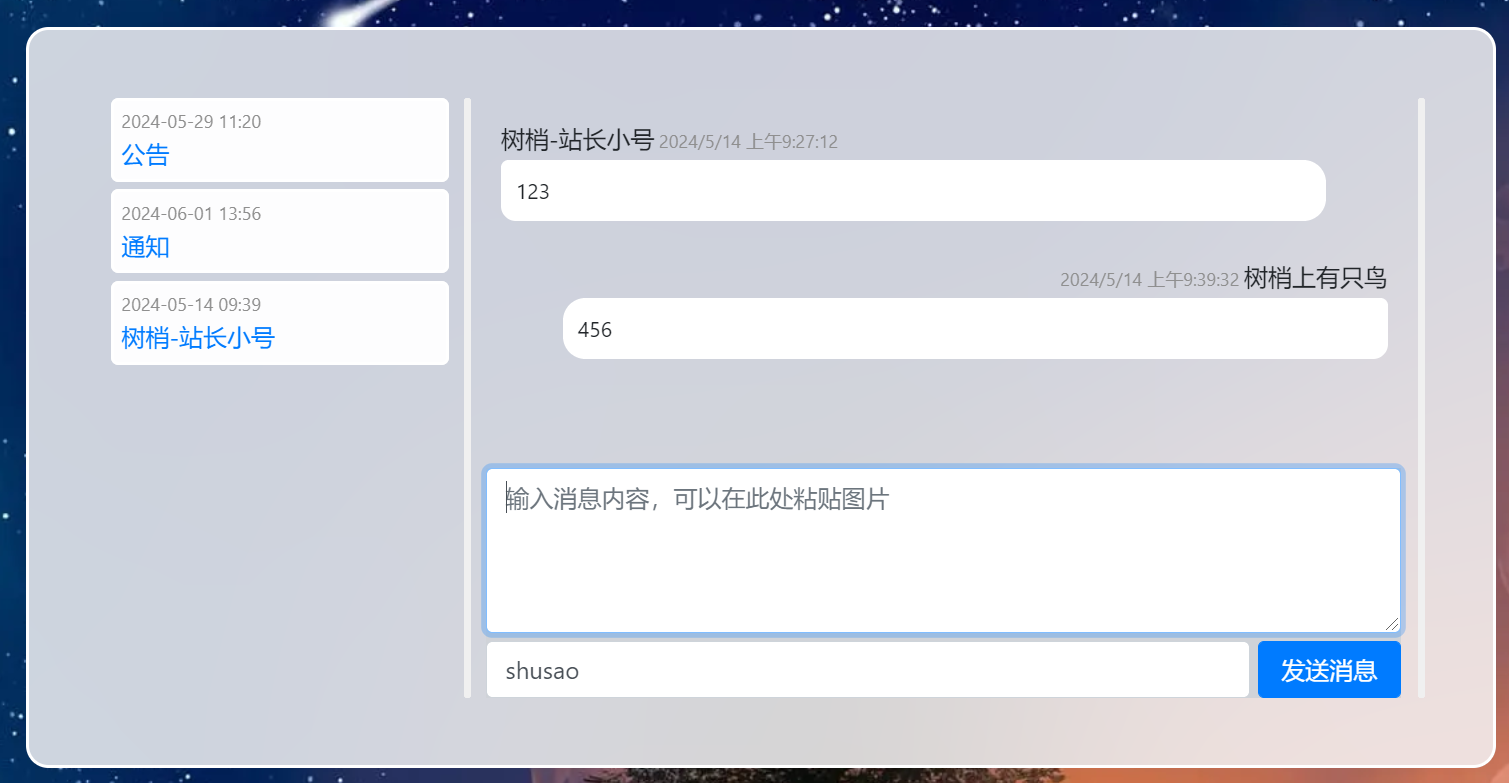 2024-05-29 11:20
公告
2024-06-01 13:56
通知
2024-05-14 09:39
树梢-站长小号
树梢-站长小号 2024/5/14 上午9:27:12
123
2024/5/14 上午9:39:32 树梢上有只鸟
456
输入消息内容，可以在此处粘贴图片
shusao
发送消息